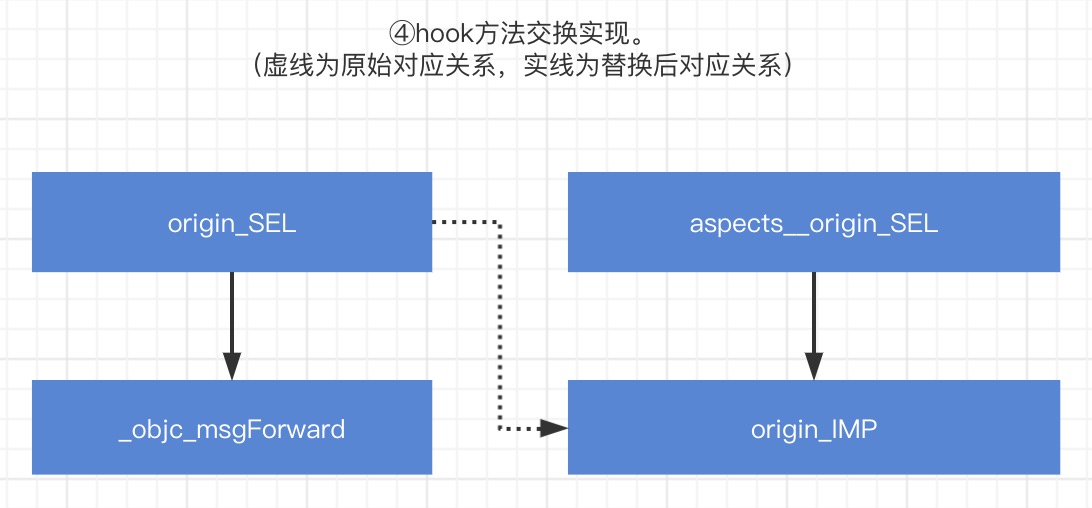 ④hook方法交换实现。
（虚线为原始对应关系，实线为替换后对应关系）
origin_SEL
aspects__origin_SEL
_objc_msgForward
origin_IMP